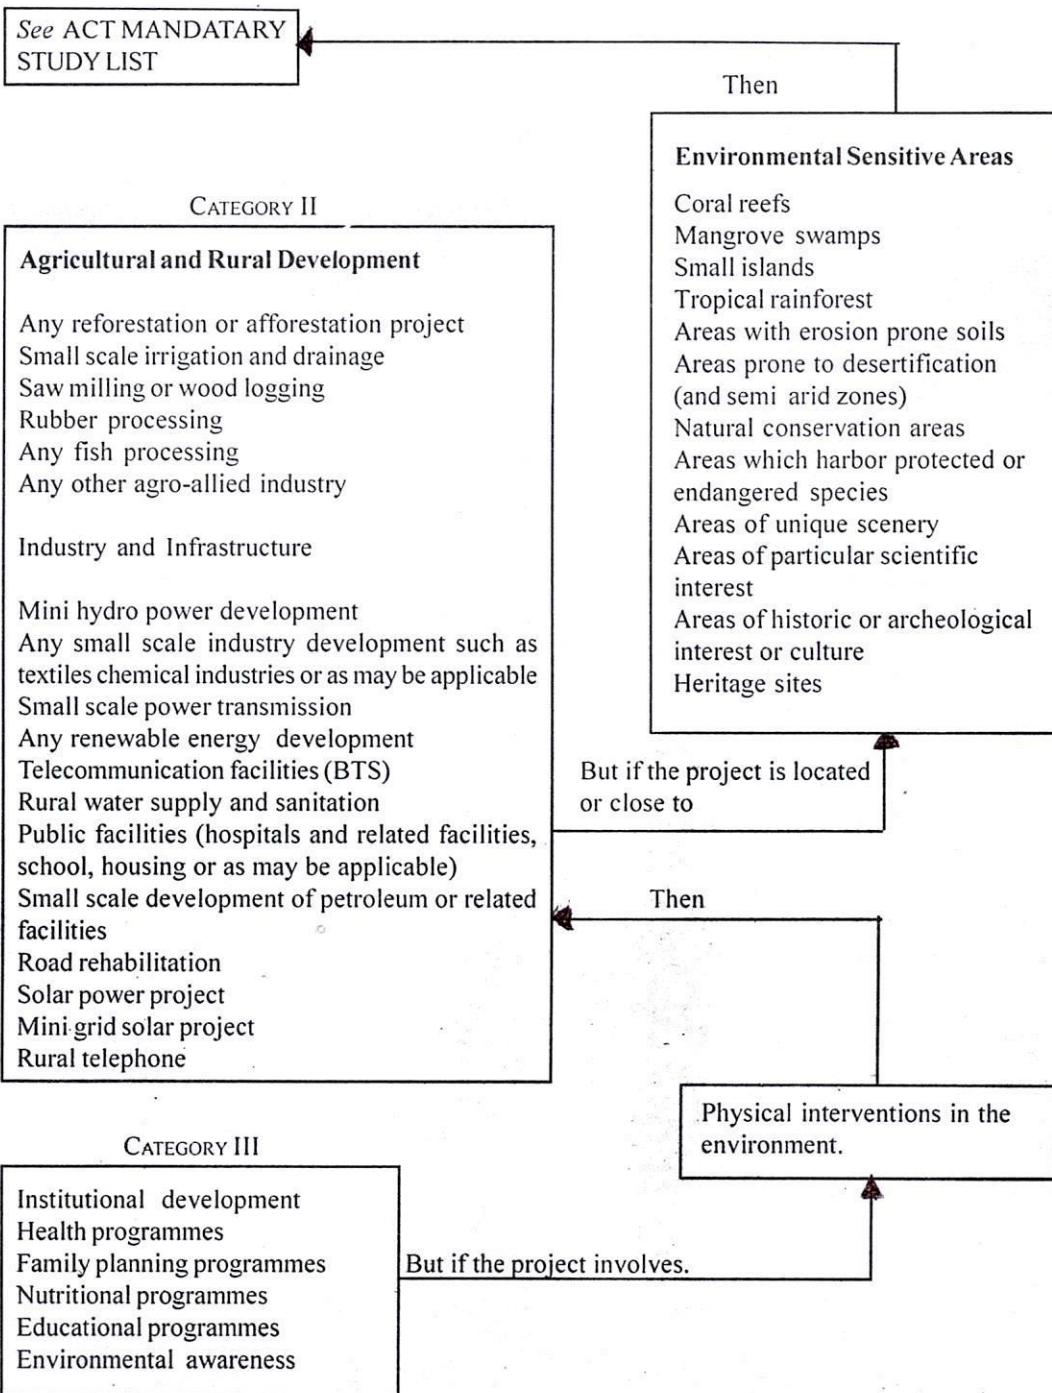 See ACT MANDATARY
STUDY LIST
Then
Environmental Sensitive Areas
Coral reefs
Mangrove swamps
Small islands
Tropical rainforest
Areas with erosion prone soils
Areas prone to desertification
(and semi arid zones)
Natural conservation areas
Areas which harbor protected or
endangered species
Areas of unique scenery
Areas of particular scientific
interest
Areas of historic or archeological
interest or culture
Heritage sites
CATEGORY II
Agricultural and Rural Development
Any reforestation or afforestation project
Small scale irrigation and drainage
Saw milling or wood logging
Rubber processing
Any fish processing
Any other agro-allied industry
Industry and Infrastructure
Mini hydro power development
Any small scale industry development such as
textiles chemical industries or as may be applicable
Small scale power transmission
Any renewable energy development
Telecommunication facilities (BTS)
Rural water supply and sanitation
Public facilities (hospitals and related facilities,
school, housing or as may be applicable)
Small scale development of petroleum or related
facilities
Road rehabilitation
Solar power project
Mini grid solar project
Rural telephone
But if the project is located
or close to
Then
Physical interventions in the
environment.
CATEGORY III
Institutional development
Health programmes
Family planning programmes
Nutritional programmes
Educational programmes
Environmental awareness
But if the project involves.